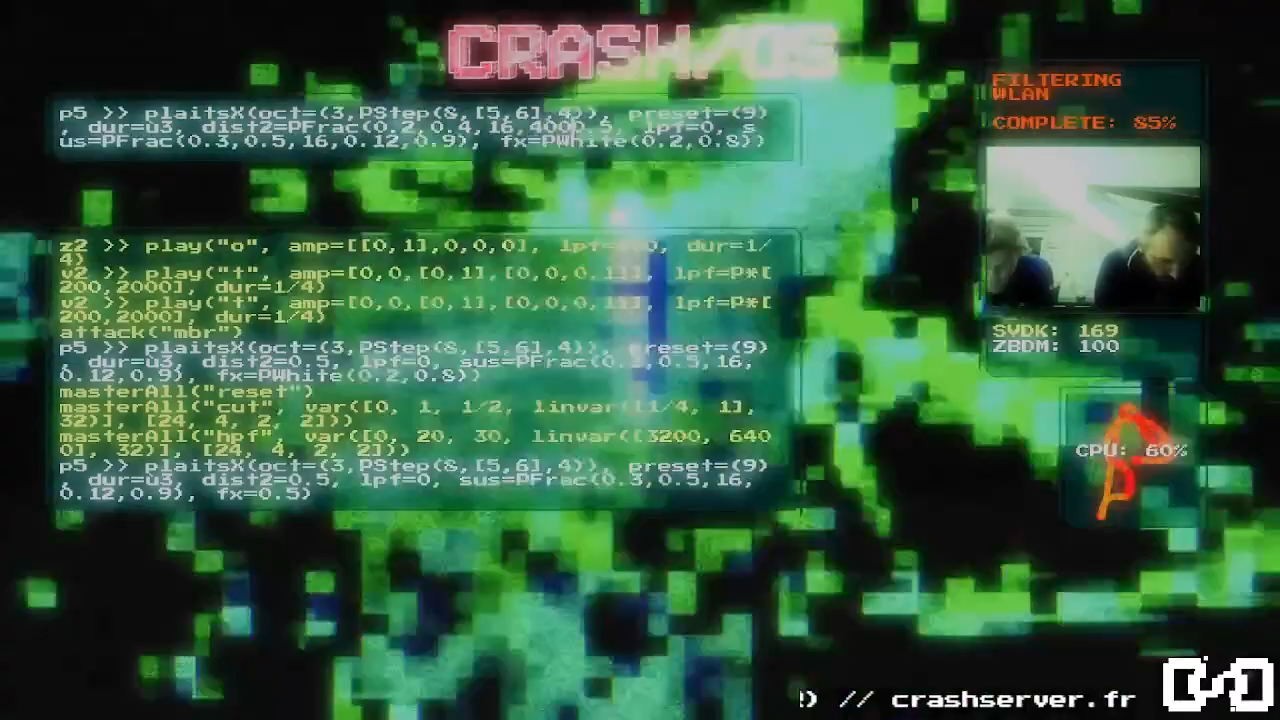 CRASH/OS
p5 >> plaitsX(oct=(3,PStep(8,[5,6],4)), preset=(9)
, dur=u3, dist2=PFrac(0.2,0.4,16,400 lpf=0, s
us=PFrac(0.3,0.5,16,0.12,0.9), fx=PWhite(0.2,0.8))
z2 >> play("o", amp=[[0,1],0,0,0], dur=1/
4)
v2 >> play("t", amp=[0,0,[0,1],[0,0,0,1]], lpf=P*[
200,2000], dur=1/4)
v2 >> play("t", amp=[0,0,[0,1],[0,0,0,1]], lpf=P*[
200,2000], dur=1/4)
attack("mbr")
p5 >> plaitsX(oct=(3,PStep(8,[5,6],4)), preset=(9)
, dur=u3, dist2=0.5, lpf=0, sus=PFrac(0.3,0.5,16,
0.12,0.9), fx=PWhite(0.2,0.8))
masterAll("reset")
masterAll("cut", var([0, 1, 1/2, linvar([1/4, 1],
32)], [24, 4, 2, 2]))
masterAll("hpf", var([0, 20, 30, linvar([3200, 640
0], 32)], [24, 4, 2, 2]))
p5 >> plaitsX(oct=(3,PStep(8,[5,6],4)), preset=(9)
, dur=u3, dist2=0.5, lpf=0, sus=PFrac(0.3,0.5,16,
0.12,0.9), fx=0.5)
FILTERING
WLAN
COMPLETE: 85%
SVDK: 169
ZBDM: 100
CPU: 60%
) // crashserver.fr